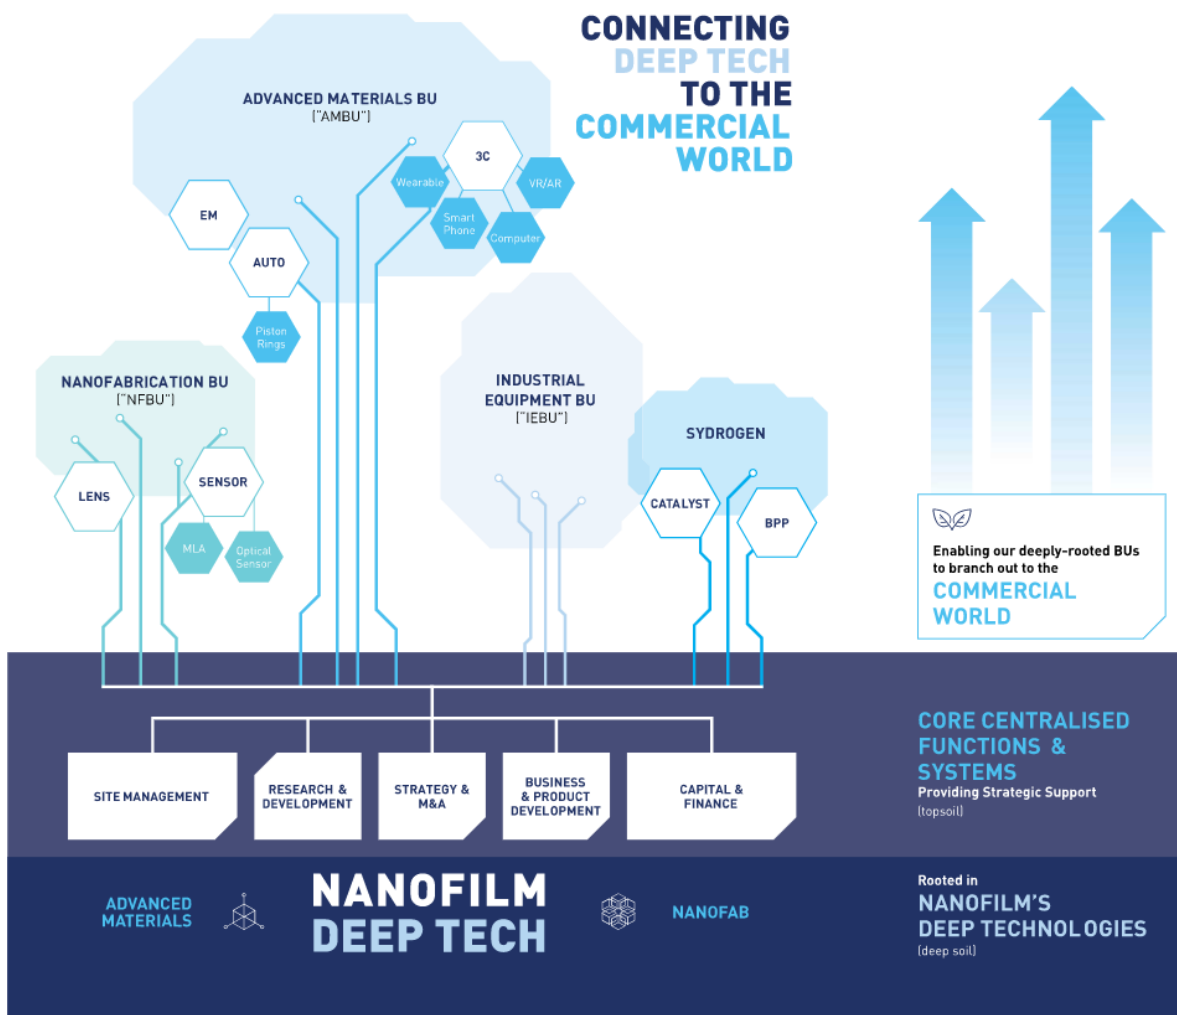 CONNECTING
DEEP TECH
TO THE
COMMERCIAL
WORLD
ADVANCED MATERIALS BU
("AMBU")
3C
Wearable
VR/AR
Smart
Phone
Computer
EM
AUTO
Piston
Rings
NANOFABRICATION BU
("NFBU")
LENS
SENSOR
MLA
Optical
Sensor
INDUSTRIAL
EQUIPMENT BU
("IEBU")
SYDROGEN
CATALYST
BPP
Enabling our deeply-rooted BUs
to branch out to the
COMMERCIAL
WORLD
SITE MANAGEMENT
RESEARCH &
DEVELOPMENT
STRATEGY &
M&A
BUSINESS
& PRODUCT
DEVELOPMENT
CAPITAL &
FINANCE
CORE CENTRALISED
FUNCTIONS &
SYSTEMS
Providing Strategic Support
(topsoil)
ADVANCED
MATERIALS
NANOFILM
DEEP TECH
NANOFAB
Rooted in
NANOFILM'S
DEEP TECHNOLOGIES
(deep soil)